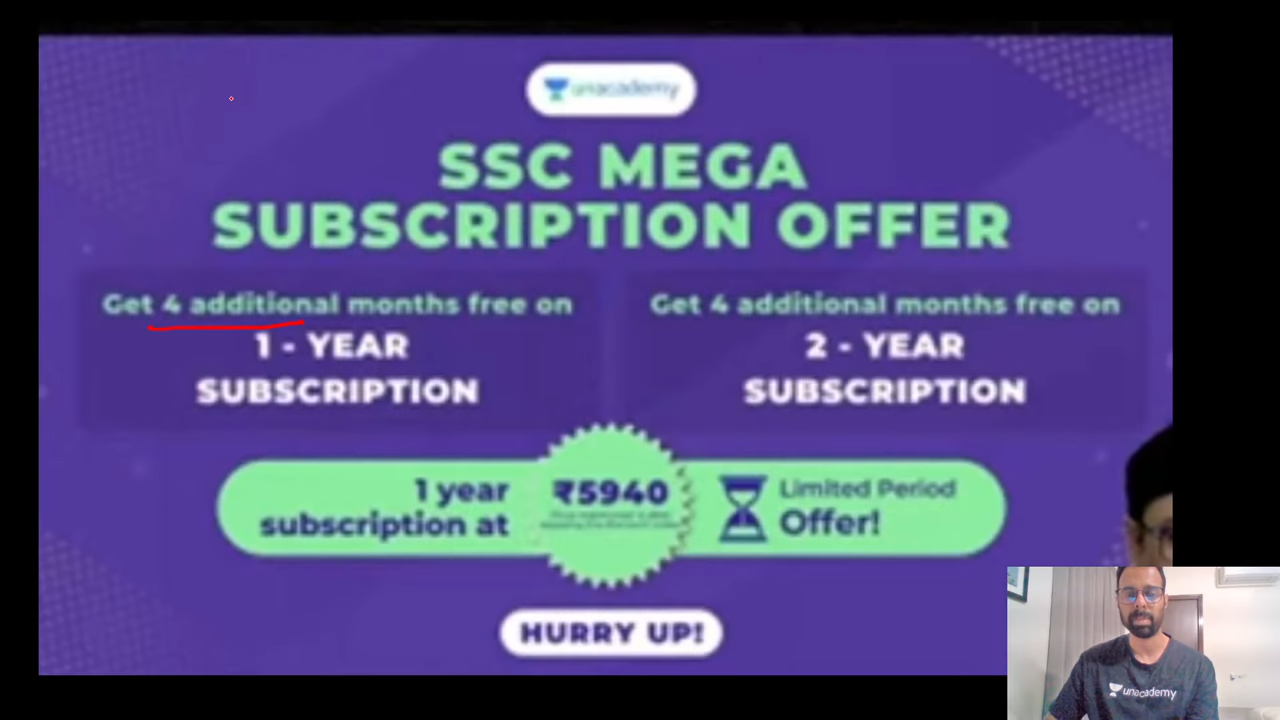 unacademy
SSC MEGA
SUBSCRIPTION OFFER
Get 4 additional months free on
1 - YEAR
SUBSCRIPTION
Get 4 additional months free on
2 - YEAR
SUBSCRIPTION
1 year
subscription at
₹5940
Limited Period
Offer!
HURRY UP!
unacademy